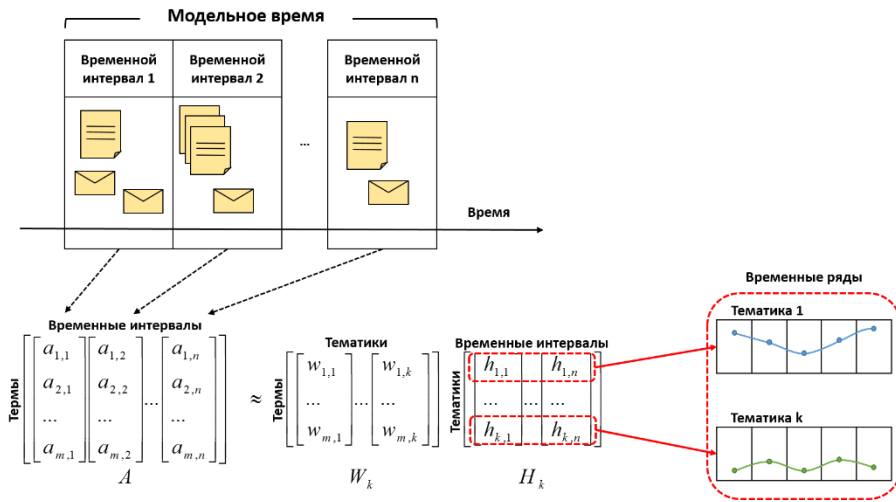 Модельное время
Временной интервал 1
Временной интервал 2
...
Временной интервал n
Время
Временные интервалы
Термы
a1,1 a1,2 a1,n
a2,1 a2,2 ... a2,n
... ... ...
am,1 am,2 am,n
A
≈
Тематики
Термы
w1,1 w1,k
... ... ...
wm,1 wm,k
Wk
Временные интервалы
Тематики
h1,1 h1,n
... ... ...
hk,1 hk,n
Hk
Временные ряды
Тематика 1
Тематика k